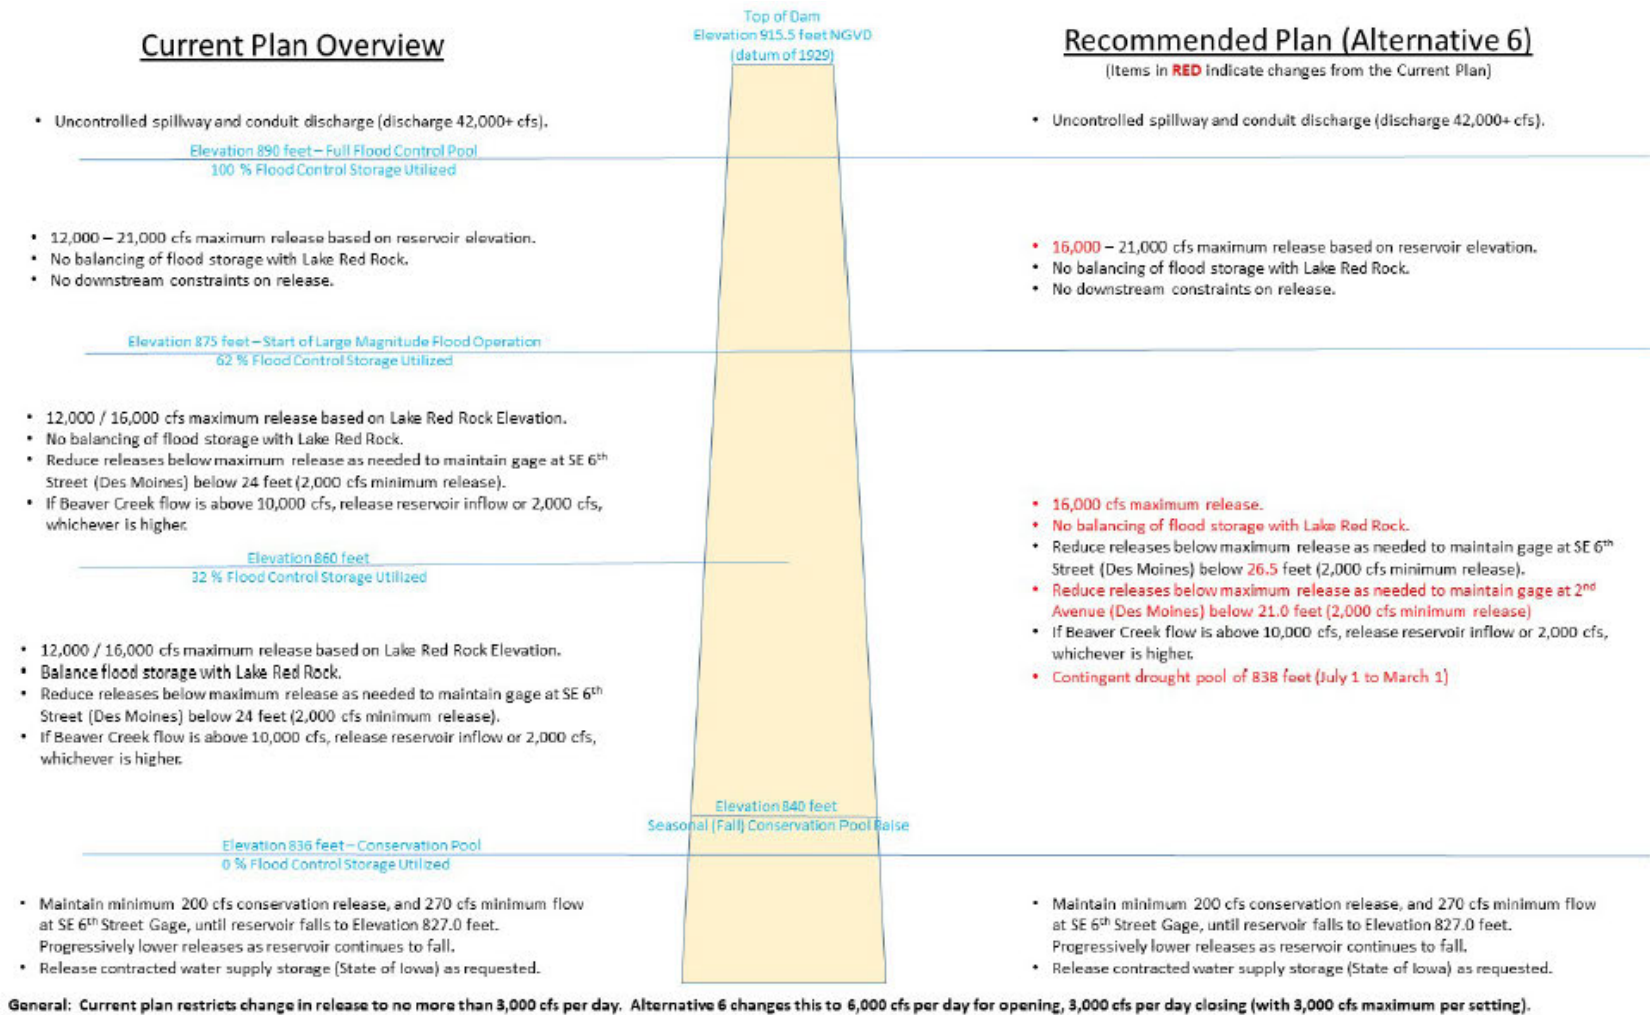 Current Plan Overview
• Uncontrolled spillway and conduit discharge (discharge 42,000+ cfs).
Elevation 890 feet – Full Flood Control Pool
100 % Flood Control Storage Utilized
• 12,000 – 21,000 cfs maximum release based on reservoir elevation.
• No balancing of flood storage with Lake Red Rock.
• No downstream constraints on release.
Elevation 875 feet – Start of Large Magnitude Flood Operation
62 % Flood Control Storage Utilized
• 12,000 / 16,000 cfs maximum release based on Lake Red Rock Elevation.
• No balancing of flood storage with Lake Red Rock.
• Reduce releases below maximum release as needed to maintain gage at SE 6th
Street (Des Moines) below 24 feet (2,000 cfs minimum release).
• If Beaver Creek flow is above 10,000 cfs, release reservoir inflow or 2,000 cfs,
whichever is higher.
Elevation 860 feet
32 % Flood Control Storage Utilized
• 12,000 / 16,000 cfs maximum release based on Lake Red Rock Elevation.
• Balance flood storage with Lake Red Rock.
• Reduce releases below maximum release as needed to maintain gage at SE 6th
Street (Des Moines) below 24 feet (2,000 cfs minimum release).
• If Beaver Creek flow is above 10,000 cfs, release reservoir inflow or 2,000 cfs,
whichever is higher.
Elevation 836 feet – Conservation Pool
0 % Flood Control Storage Utilized
• Maintain minimum 200 cfs conservation release, and 270 cfs minimum flow
at SE 6th Street Gage, until reservoir falls to Elevation 827.0 feet.
Progressively lower releases as reservoir continues to fall.
• Release contracted water supply storage (State of Iowa) as requested.
Top of Dam
Elevation 915.5 feet NGVD
(datum of 1929)
Elevation 840 feet
Seasonal (Fall) Conservation Pool Raise
Recommended Plan (Alternative 6)
(Items in RED indicate changes from the Current Plan)
• Uncontrolled spillway and conduit discharge (discharge 42,000+ cfs).
• 16,000 – 21,000 cfs maximum release based on reservoir elevation.
• No balancing of flood storage with Lake Red Rock.
• No downstream constraints on release.
• 16,000 cfs maximum release.
• No balancing of flood storage with Lake Red Rock.
• Reduce releases below maximum release as needed to maintain gage at SE 6th
Street (Des Moines) below 26.5 feet (2,000 cfs minimum release).
• Reduce releases below maximum release as needed to maintain gage at 2nd
Avenue (Des Moines) below 21.0 feet (2,000 cfs minimum release)
• If Beaver Creek flow is above 10,000 cfs, release reservoir inflow or 2,000 cfs,
whichever is higher.
• Contingent drought pool of 838 feet (July 1 to March 1)
• Maintain minimum 200 cfs conservation release, and 270 cfs minimum flow
at SE 6th Street Gage, until reservoir falls to Elevation 827.0 feet.
Progressively lower releases as reservoir continues to fall.
• Release contracted water supply storage (State of Iowa) as requested.
General: Current plan restricts change in release to no more than 3,000 cfs per day. Alternative 6 changes this to 6,000 cfs per day for opening, 3,000 cfs per day closing (with 3,000 cfs maximum per setting).